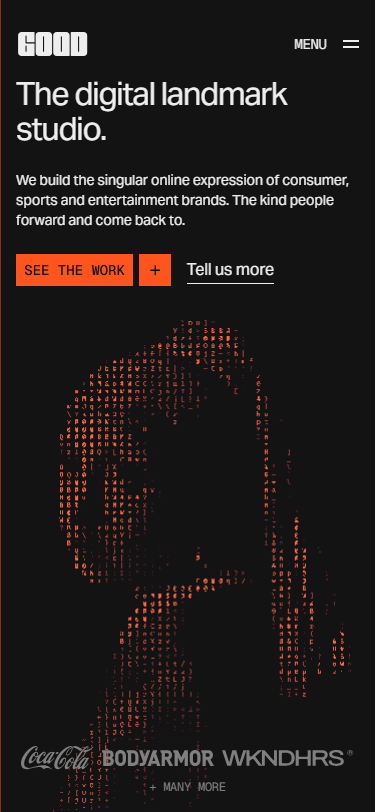 GOOD
MENU
The digital landmark
studio.
We build the singular online expression of consumer,
sports and entertainment brands. The kind people
forward and come back to.
SEE THE WORK
+
Tell us more
Coca-Cola
BODYARMOR
WKNDHRS®
+ MANY MORE